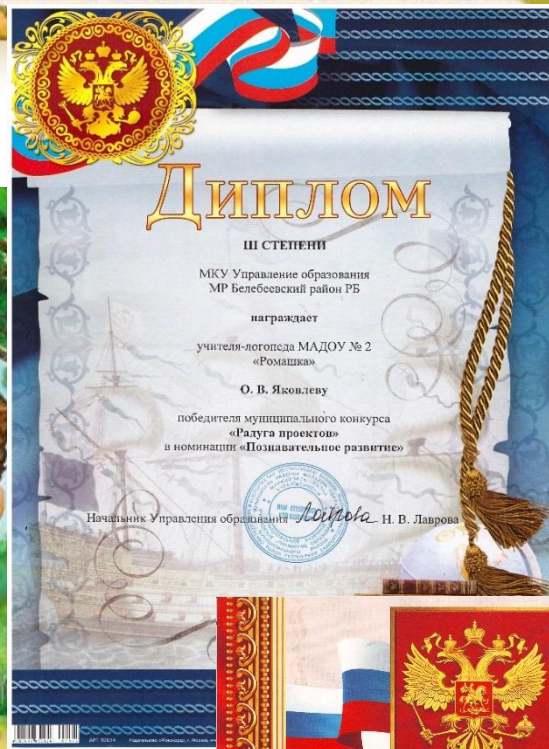 Диплом
III СТЕПЕНИ
МКУ Управление образования
МР Белебеевский район РБ
награждает
учителя-логопеда МАДОУ № 2
«Ромашка»
О. В. Яковлеву
победителя муниципального конкурса
«Радуга проектов»
в номинации «Познавательное развитие»
Начальник Управления образования Лаврова Н. В. Лаврова